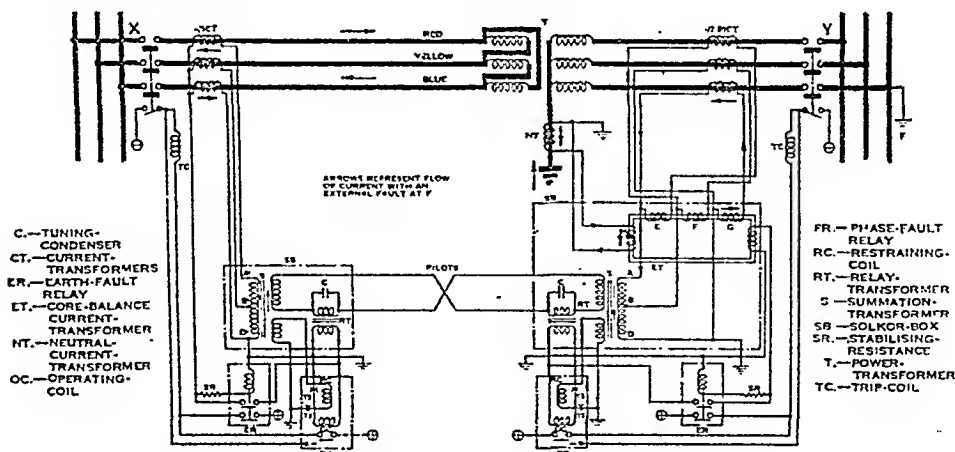 X
Y
T
RED
YELLOW
BLUE
NT
TC
TC
ARROWS REPRESENT FLOW
OF CURRENT WITH AN
EXTERNAL FAULT AT F
F
E F G
ET
SB
SB
PILOTS
A
B
D
S
RT
RT
SR
SR
ER
ER
C.—TUNING-
CONDENSER
CT.—CURRENT-
TRANSFORMERS
ER.—EARTH-FAULT
RELAY
ET.—CORE-BALANCE
CURRENT-
TRANSFORMER
NT.—NEUTRAL-
CURRENT-
TRANSFORMER
OC.—OPERATING-
COIL
FR.—PHASE-FAULT
RELAY
RC.—RESTRAINING-
COIL
RT.—RELAY-
TRANSFORMER
S—SUMMATION-
TRANSFORMER
SB—SOLKOR-BOX
SR.—STABILISING-
RESISTANCE
T.—POWER-
TRANSFORMER
TC.—TRIP-COIL